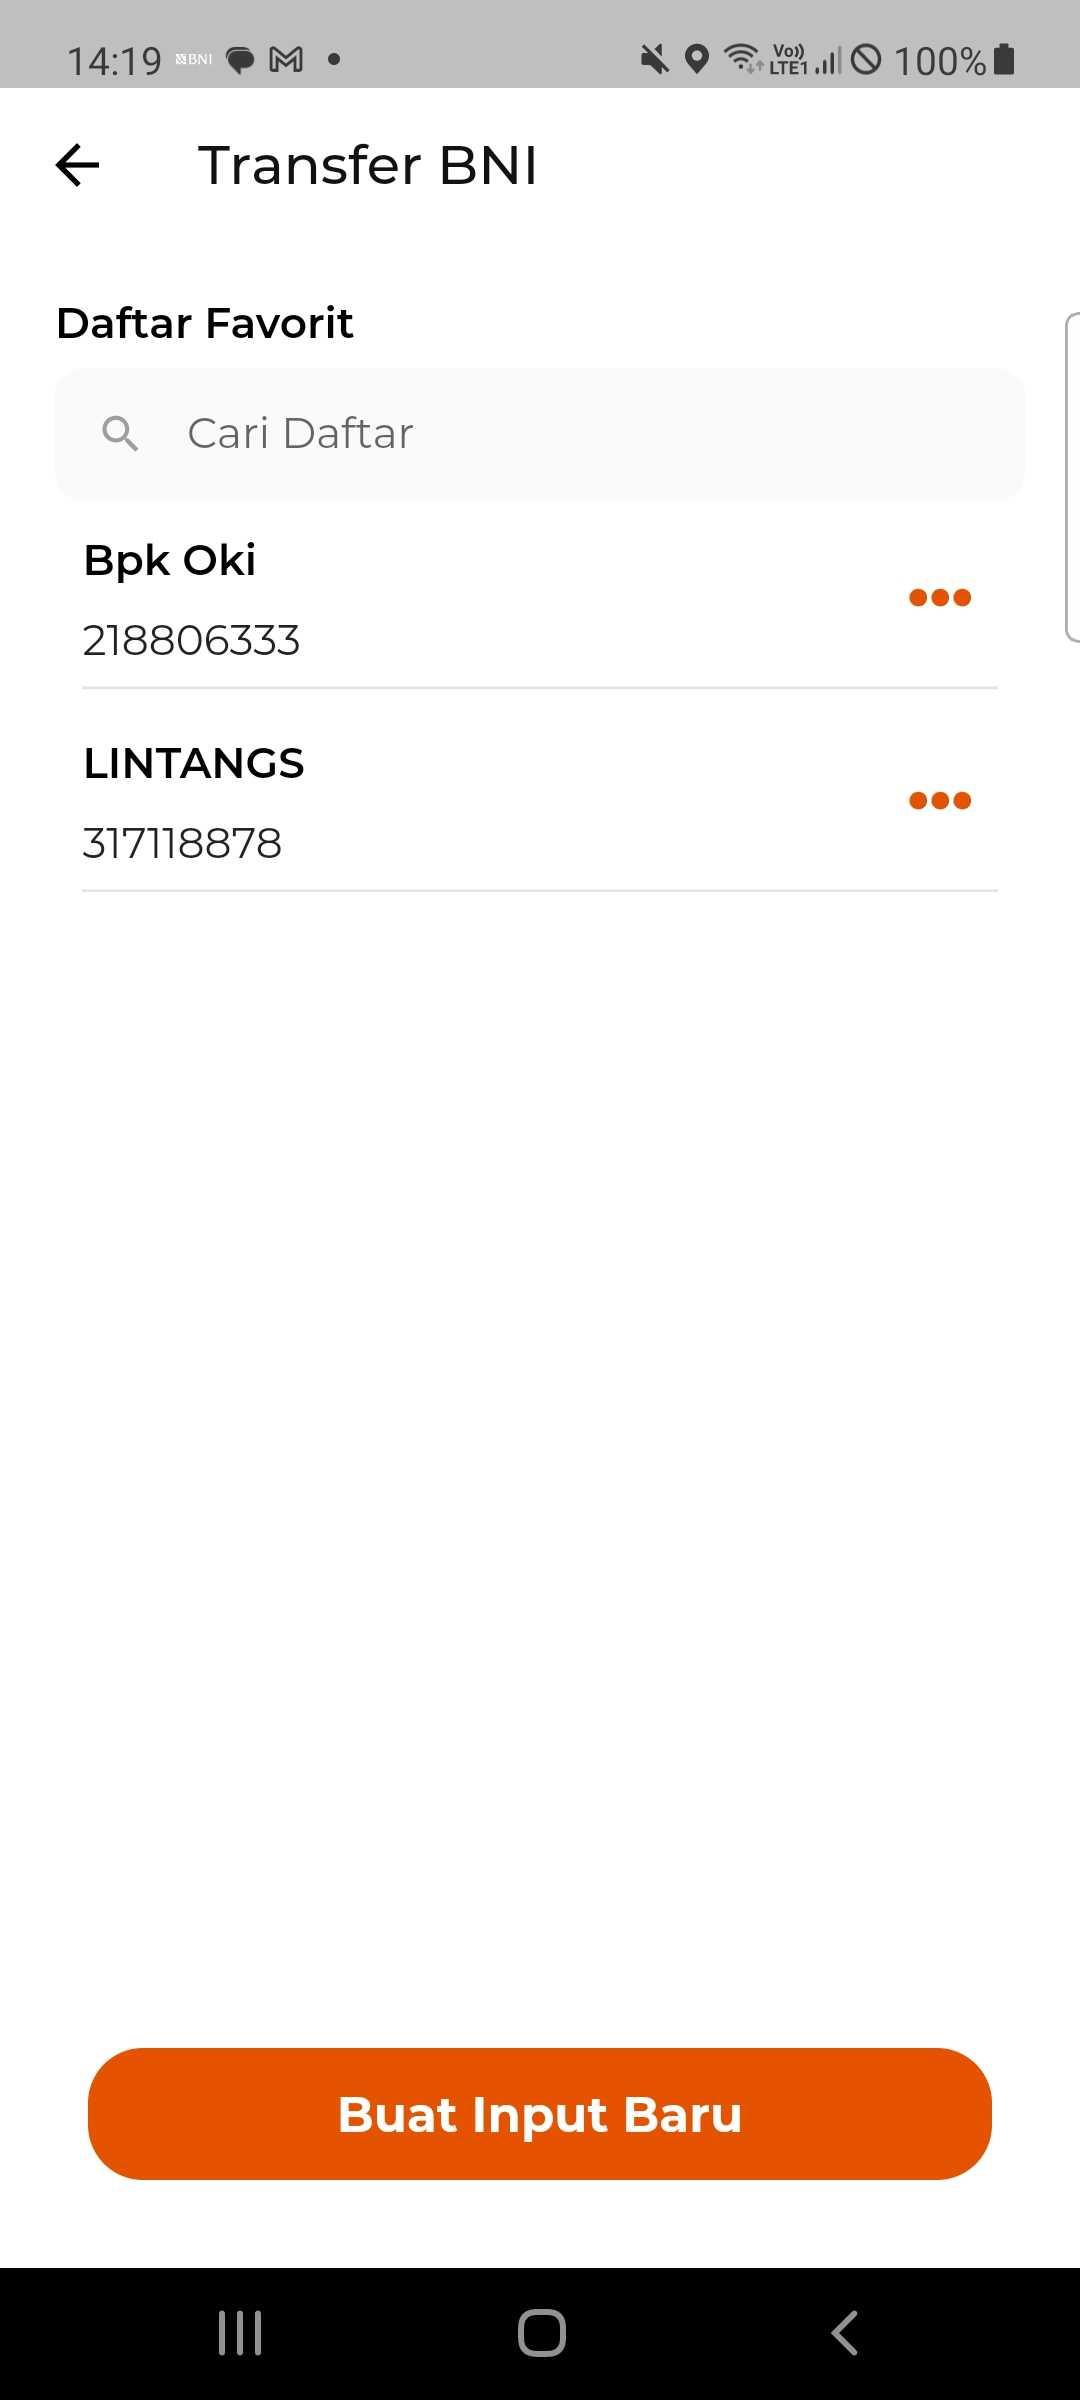 14:19 BNI Vo)) LTE1 100%
Transfer BNI
Daftar Favorit
Cari Daftar
Bpk Oki
218806333
LINTANGS
317118878
Buat Input Baru